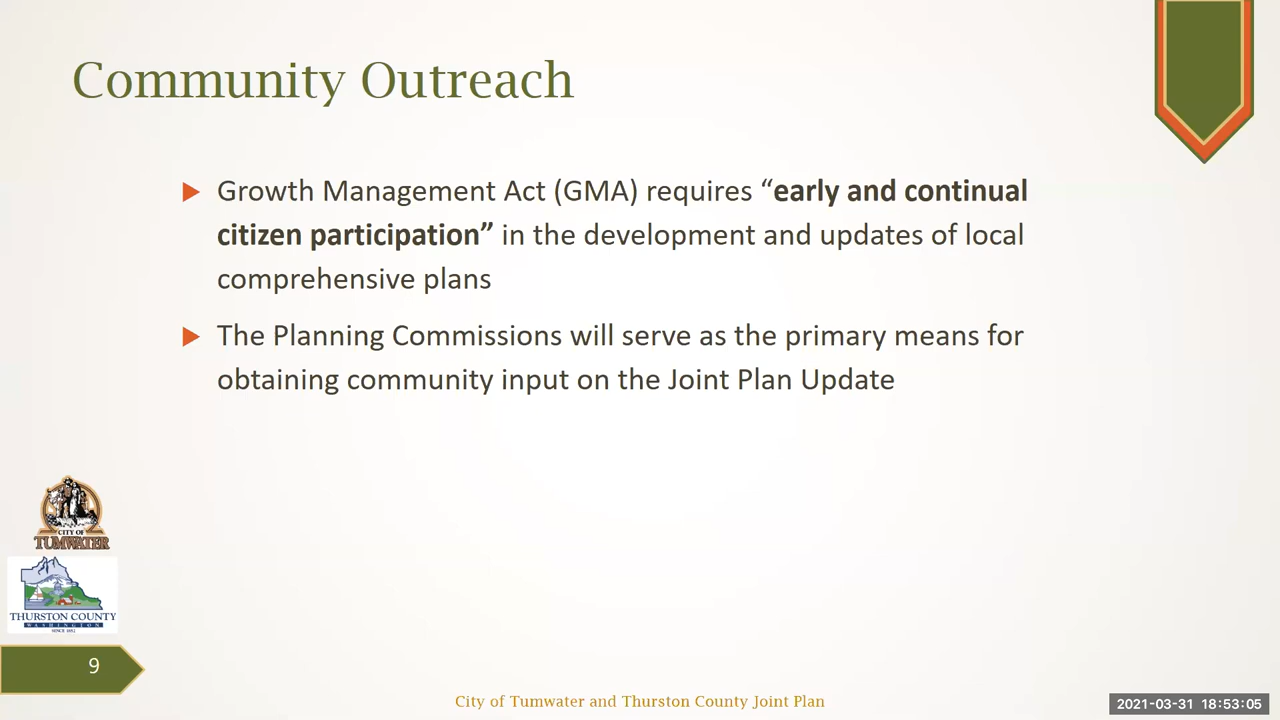 Community Outreach
Growth Management Act (GMA) requires “early and continual
citizen participation” in the development and updates of local
comprehensive plans
The Planning Commissions will serve as the primary means for
obtaining community input on the Joint Plan Update
CITY OF
TUMWATER
THURSTON COUNTY
WASHINGTON
SINCE 1852
9
City of Tumwater and Thurston County Joint Plan
2021-03-31 18:53:05